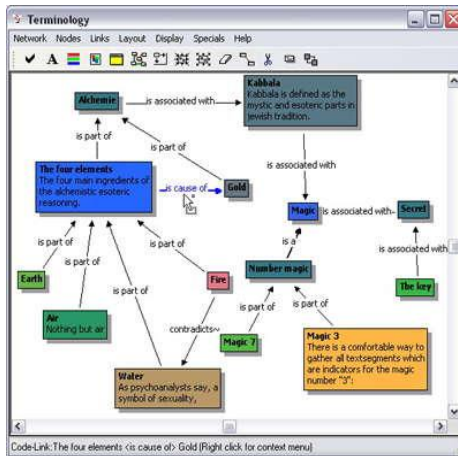 Terminology
Network Nodes Links Layout Display Specials Help
A
Kabbala
Kabbala is defined as the
mystic and esoteric parts in
jewish tradition.
Alchemie
is associated with
is part of
is part of
is associated with
The four elements
The four main ingredients of
the alchemistic esoteric
reasoning.
is cause of
Gold
Magic
is associated with
Secret
is a
is associated with
is part of
is part of
is part of
is part of
Earth
Fire
Number magic
The key
Air
Nothing but air
is part of
is part of
contradicts~
Magic 7
Magic 3
There is a comfortable way to
gather all textsegments which
are indicators for the magic
number "3":
Water
As psychoanalysts say, a
symbol of sexuality,
Code-Link:The four elements <is cause of> Gold (Right click for context menu)